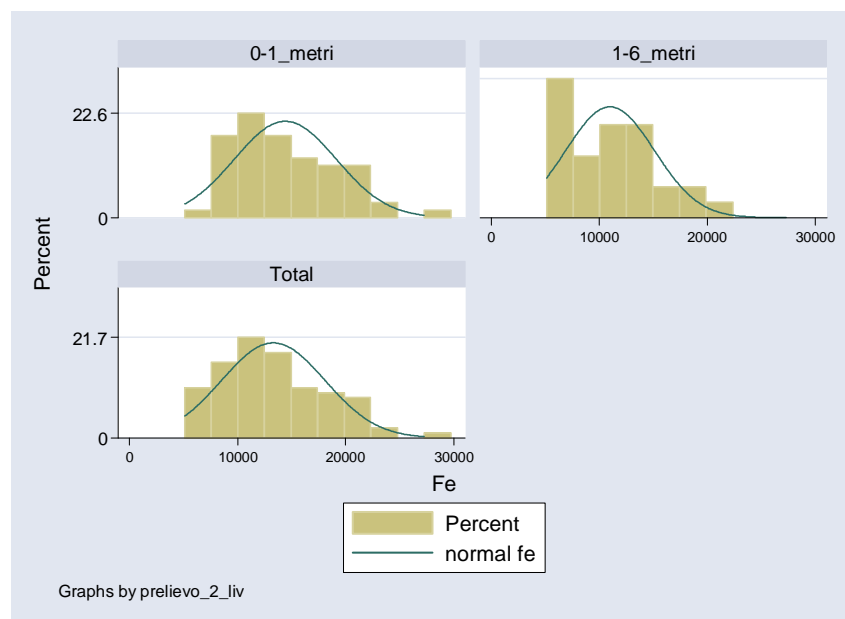 0-1_metri
1-6_metri
22.6
0
0 10000 20000 30000
Total
21.7
0
0 10000 20000 30000
Percent
Fe
Percent
normal fe
Graphs by prelievo_2_liv